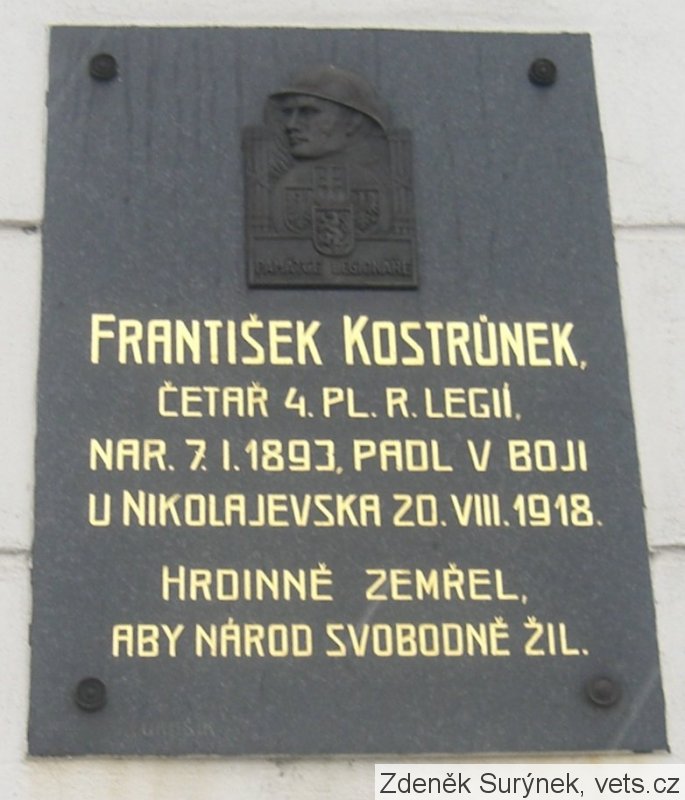 PAMÁTCE LEGIONÁŘE
FRANTIŠEK KOSTRŮNEK,
ČETAŘ 4. PL. R. LEGIÍ,
NAR. 7. I. 1893, PADL V BOJI
U NIKOLAJEVSKA 20. VIII. 1918.
HRDINNĚ ZEMŘEL,
ABY NÁROD SVOBODNĚ ŽIL.
Zdeněk Surýnek, vets.cz